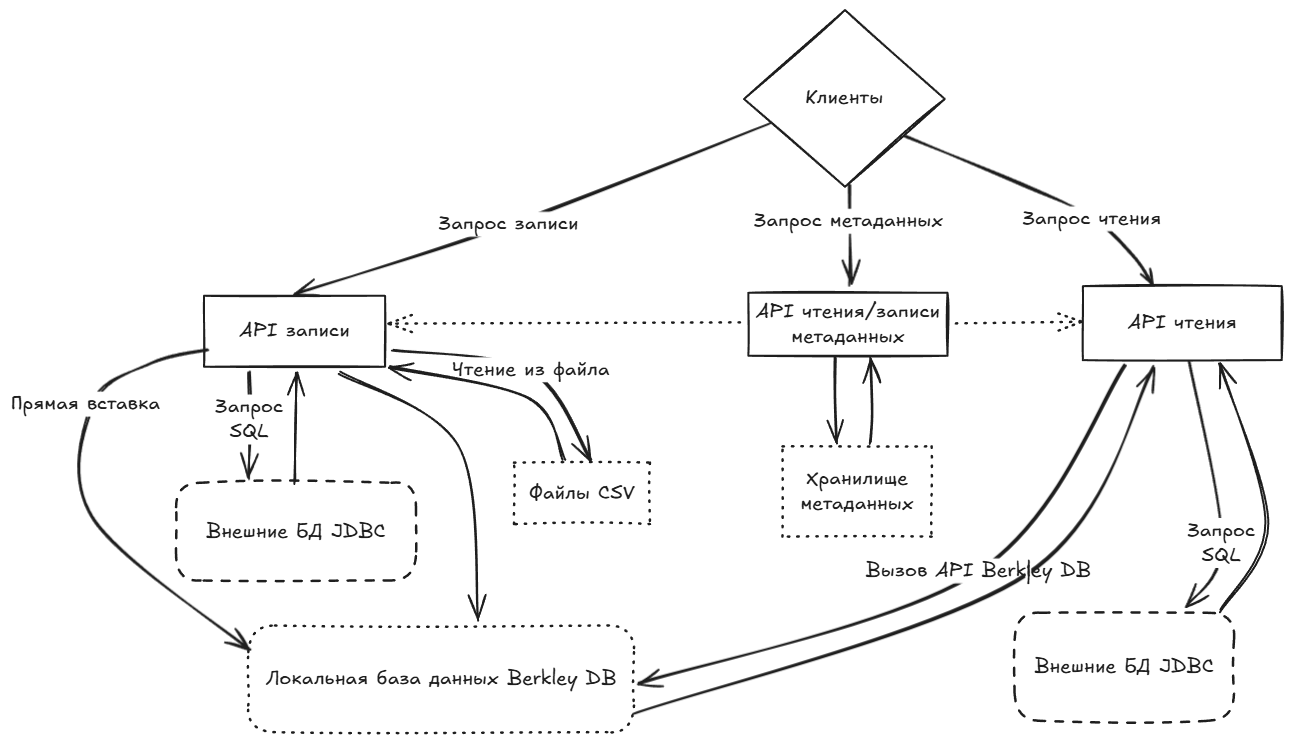 Клиенты
Запрос записи
Запрос метаданных
Запрос чтения
API записи
API чтения/записи
метаданных
API чтения
Чтение из файла
Прямая вставка
Запрос
SQL
Файлы CSV
Хранилище
метаданных
Внешние БД JDBC
Запрос
SQL
Вызов API Berkley DB
Локальная база данных Berkley DB
Внешние БД JDBC